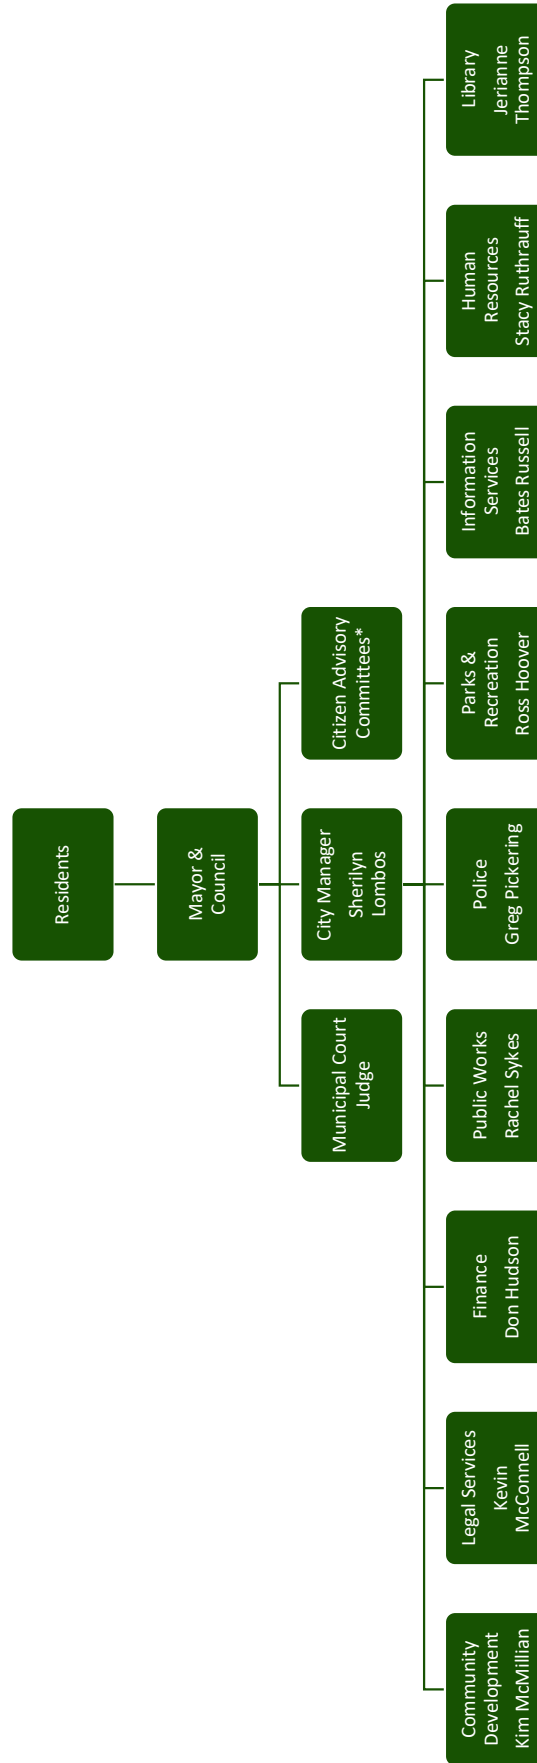 Residents
Mayor &
Council
Municipal Court
Judge
City Manager
Sherilyn
Lombos
Citizen Advisory
Committees*
Community
Development
Kim McMillian
Legal Services
Kevin
McConnell
Finance
Don Hudson
Public Works
Rachel Sykes
Police
Greg Pickering
Parks &
Recreation
Ross Hoover
Information
Services
Bates Russell
Human
Resources
Stacy Ruthrauff
Library
Jerianne
Thompson